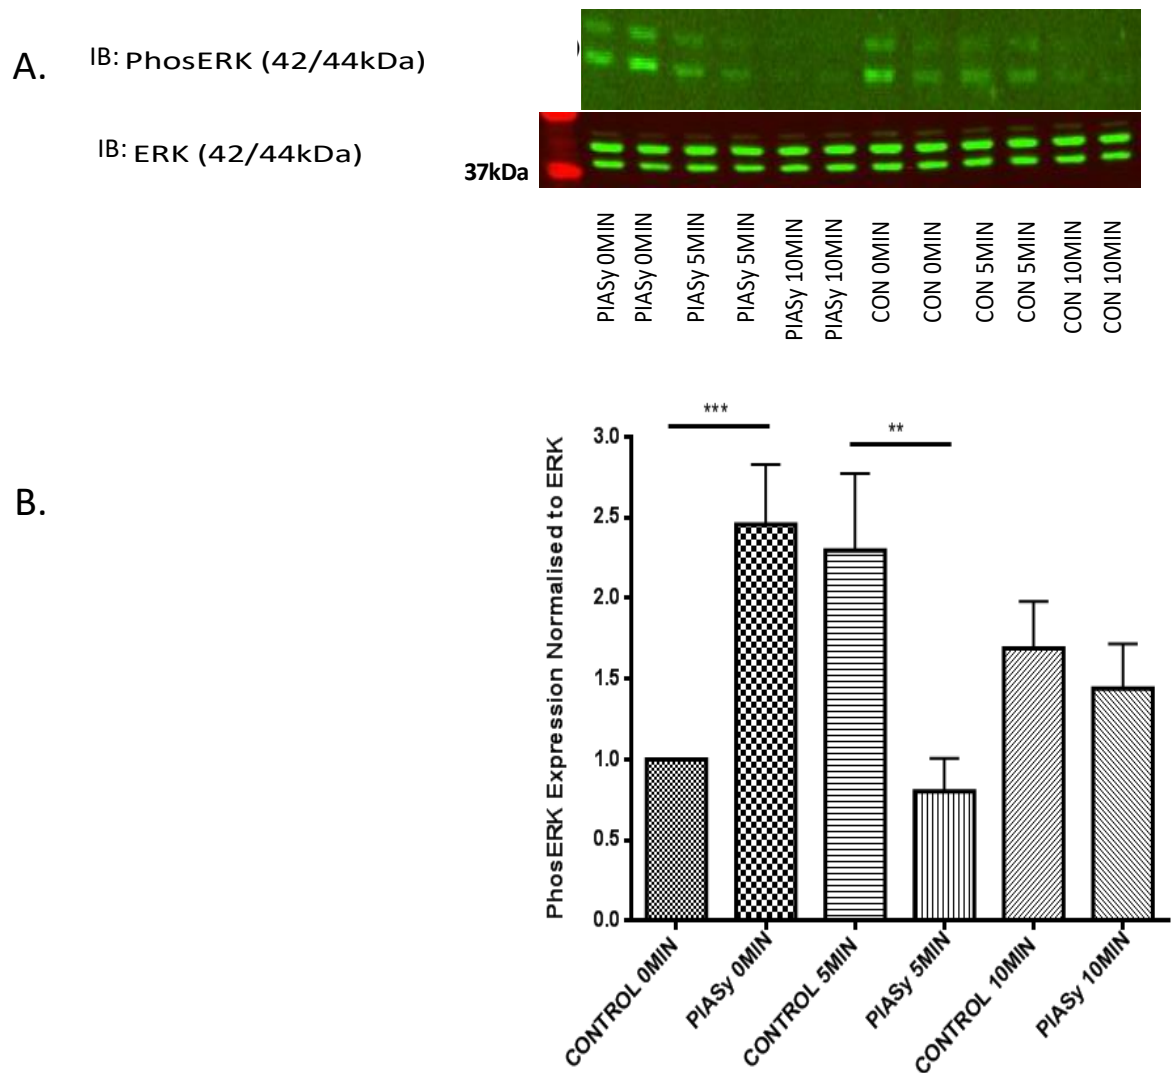 A.
IB: PhosERK (42/44kDa)
)
IB: ERK (42/44kDa)
37kDa
PIASy 0MIN
PIASy 0MIN
PIASy 5MIN
PIASy 5MIN
PIASy 10MIN
PIASy 10MIN
CON 0MIN
CON 0MIN
CON 5MIN
CON 5MIN
CON 10MIN
CON 10MIN
B.
PhosERK Expression Normalised to ERK
***
**
3.0
2.5
2.0
1.5
1.0
0.5
0.0
CONTROL 0MIN
PIASy 0MIN
CONTROL 5MIN
PIASy 5MIN
CONTROL 10MIN
PIASy 10MIN